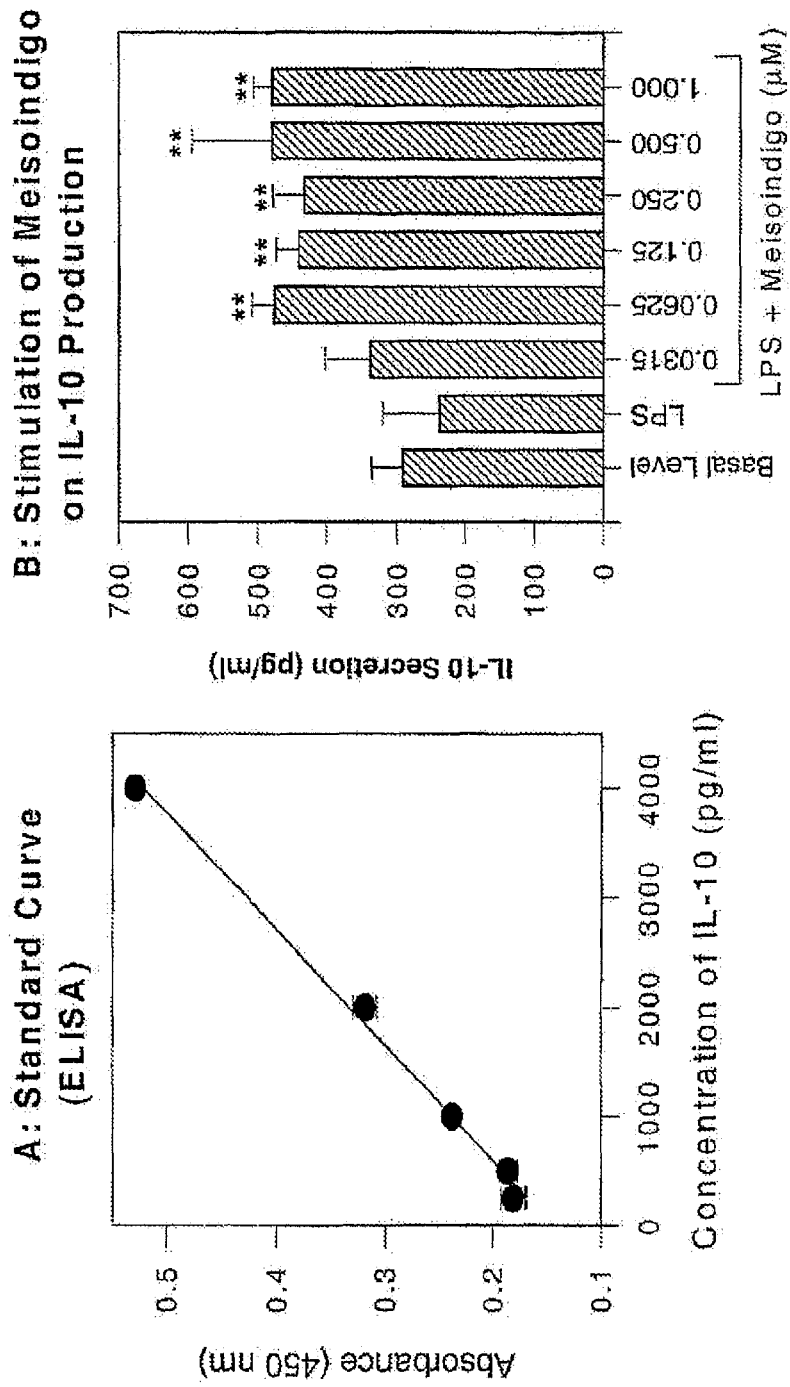 A: Standard Curve
(ELISA)
Absorbance (450 nm)
0.5
0.4
0.3
0.2
0.1
0
1000
2000
3000
4000
Concentration of IL-10 (pg/ml)
B: Stimulation of Meisoindigo
on IL-10 Production
IL-10 Secretion (pg/ml)
700
600
500
400
300
200
100
0
**
**
**
**
**
Basal Level
LPS
0.0315
0.0625
0.125
0.250
0.500
1.000
LPS + Meisoindigo (µM)